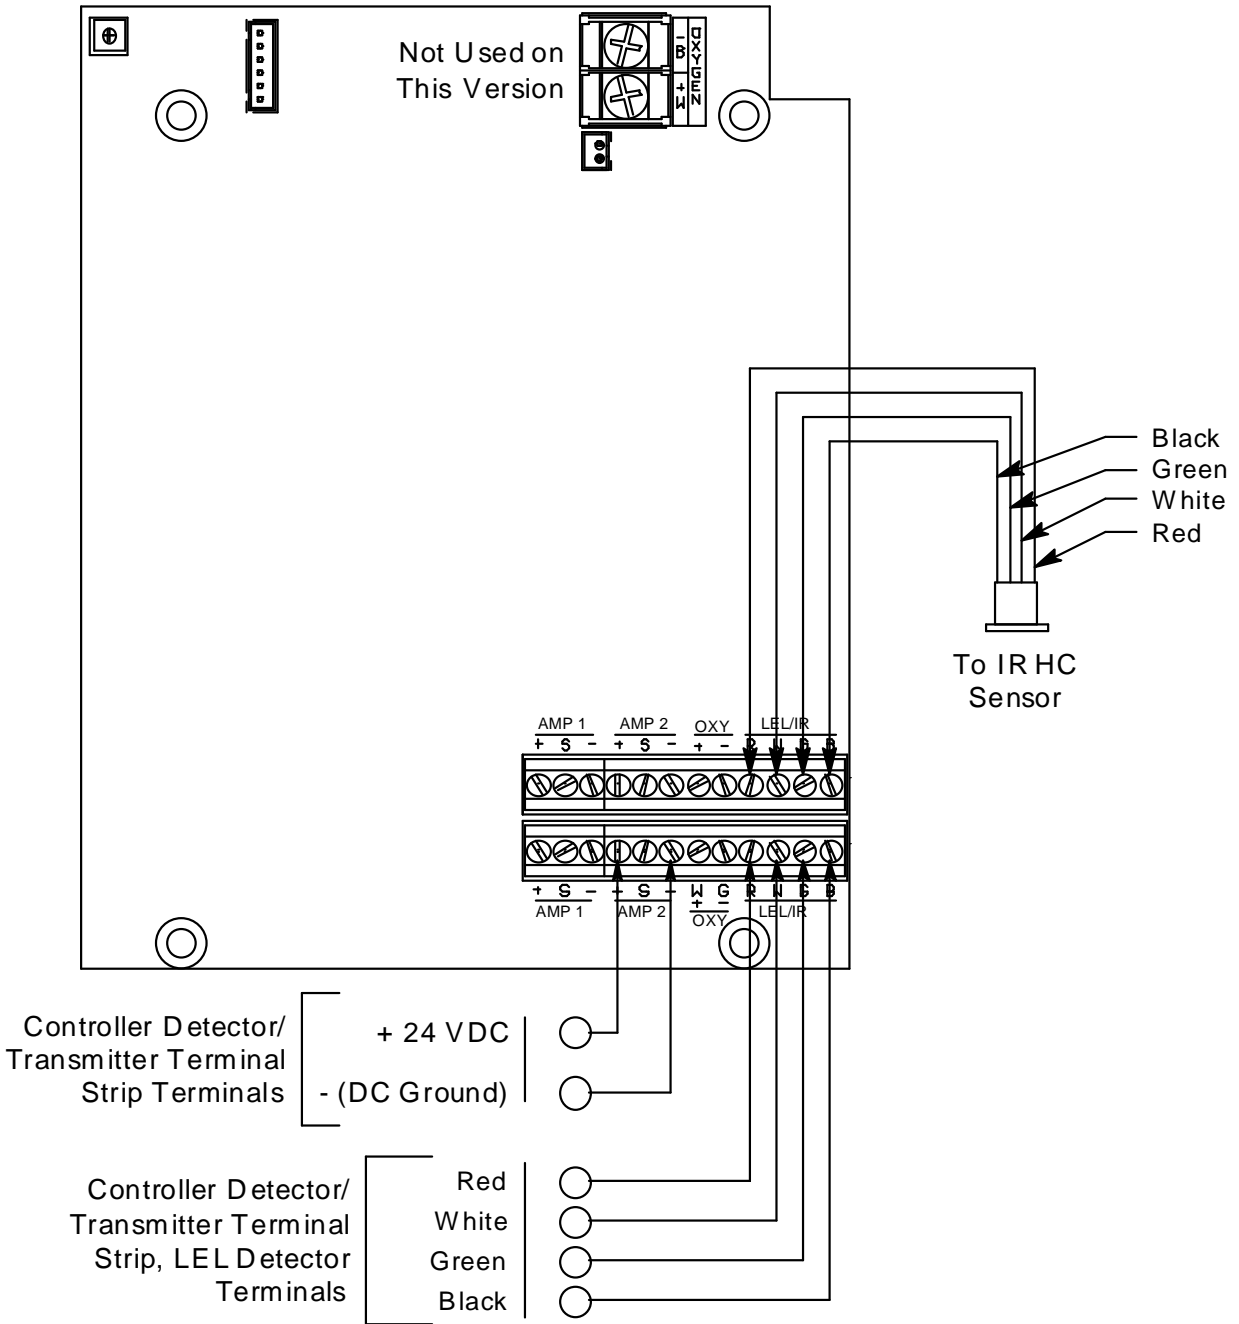 Not Used on
This Version
- B
+ W
OXYGEN
Black
Green
White
Red
To IR HC
Sensor
AMP 1 AMP 2 OXY LEL/IR
+ S - + S - + - R W G B
+ S - + S - W G R W G B
+ -
AMP 1 AMP 2 OXY LEL/IR
Controller Detector/
Transmitter Terminal
Strip Terminals
+ 24 VDC
- (DC Ground)
Controller Detector/
Transmitter Terminal
Strip, LEL Detector
Terminals
Red
White
Green
Black